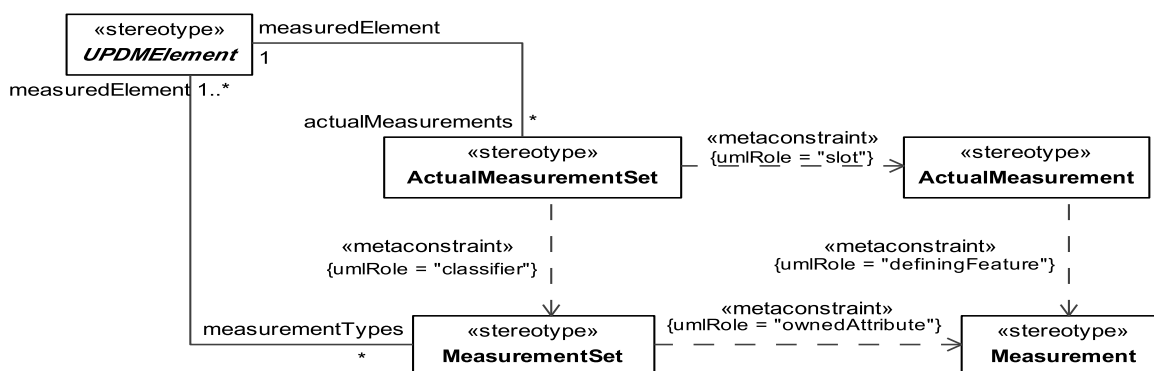 «stereotype»
UPDMElement
measuredElement
1
measuredElement 1..*
actualMeasurements
*
«stereotype»
ActualMeasurementSet
«metaconstraint»
{umlRole = "slot"}
«stereotype»
ActualMeasurement
«metaconstraint»
{umlRole = "classifier"}
«metaconstraint»
{umlRole = "definingFeature"}
measurementTypes
*
«stereotype»
MeasurementSet
«metaconstraint»
{umlRole = "ownedAttribute"}
«stereotype»
Measurement